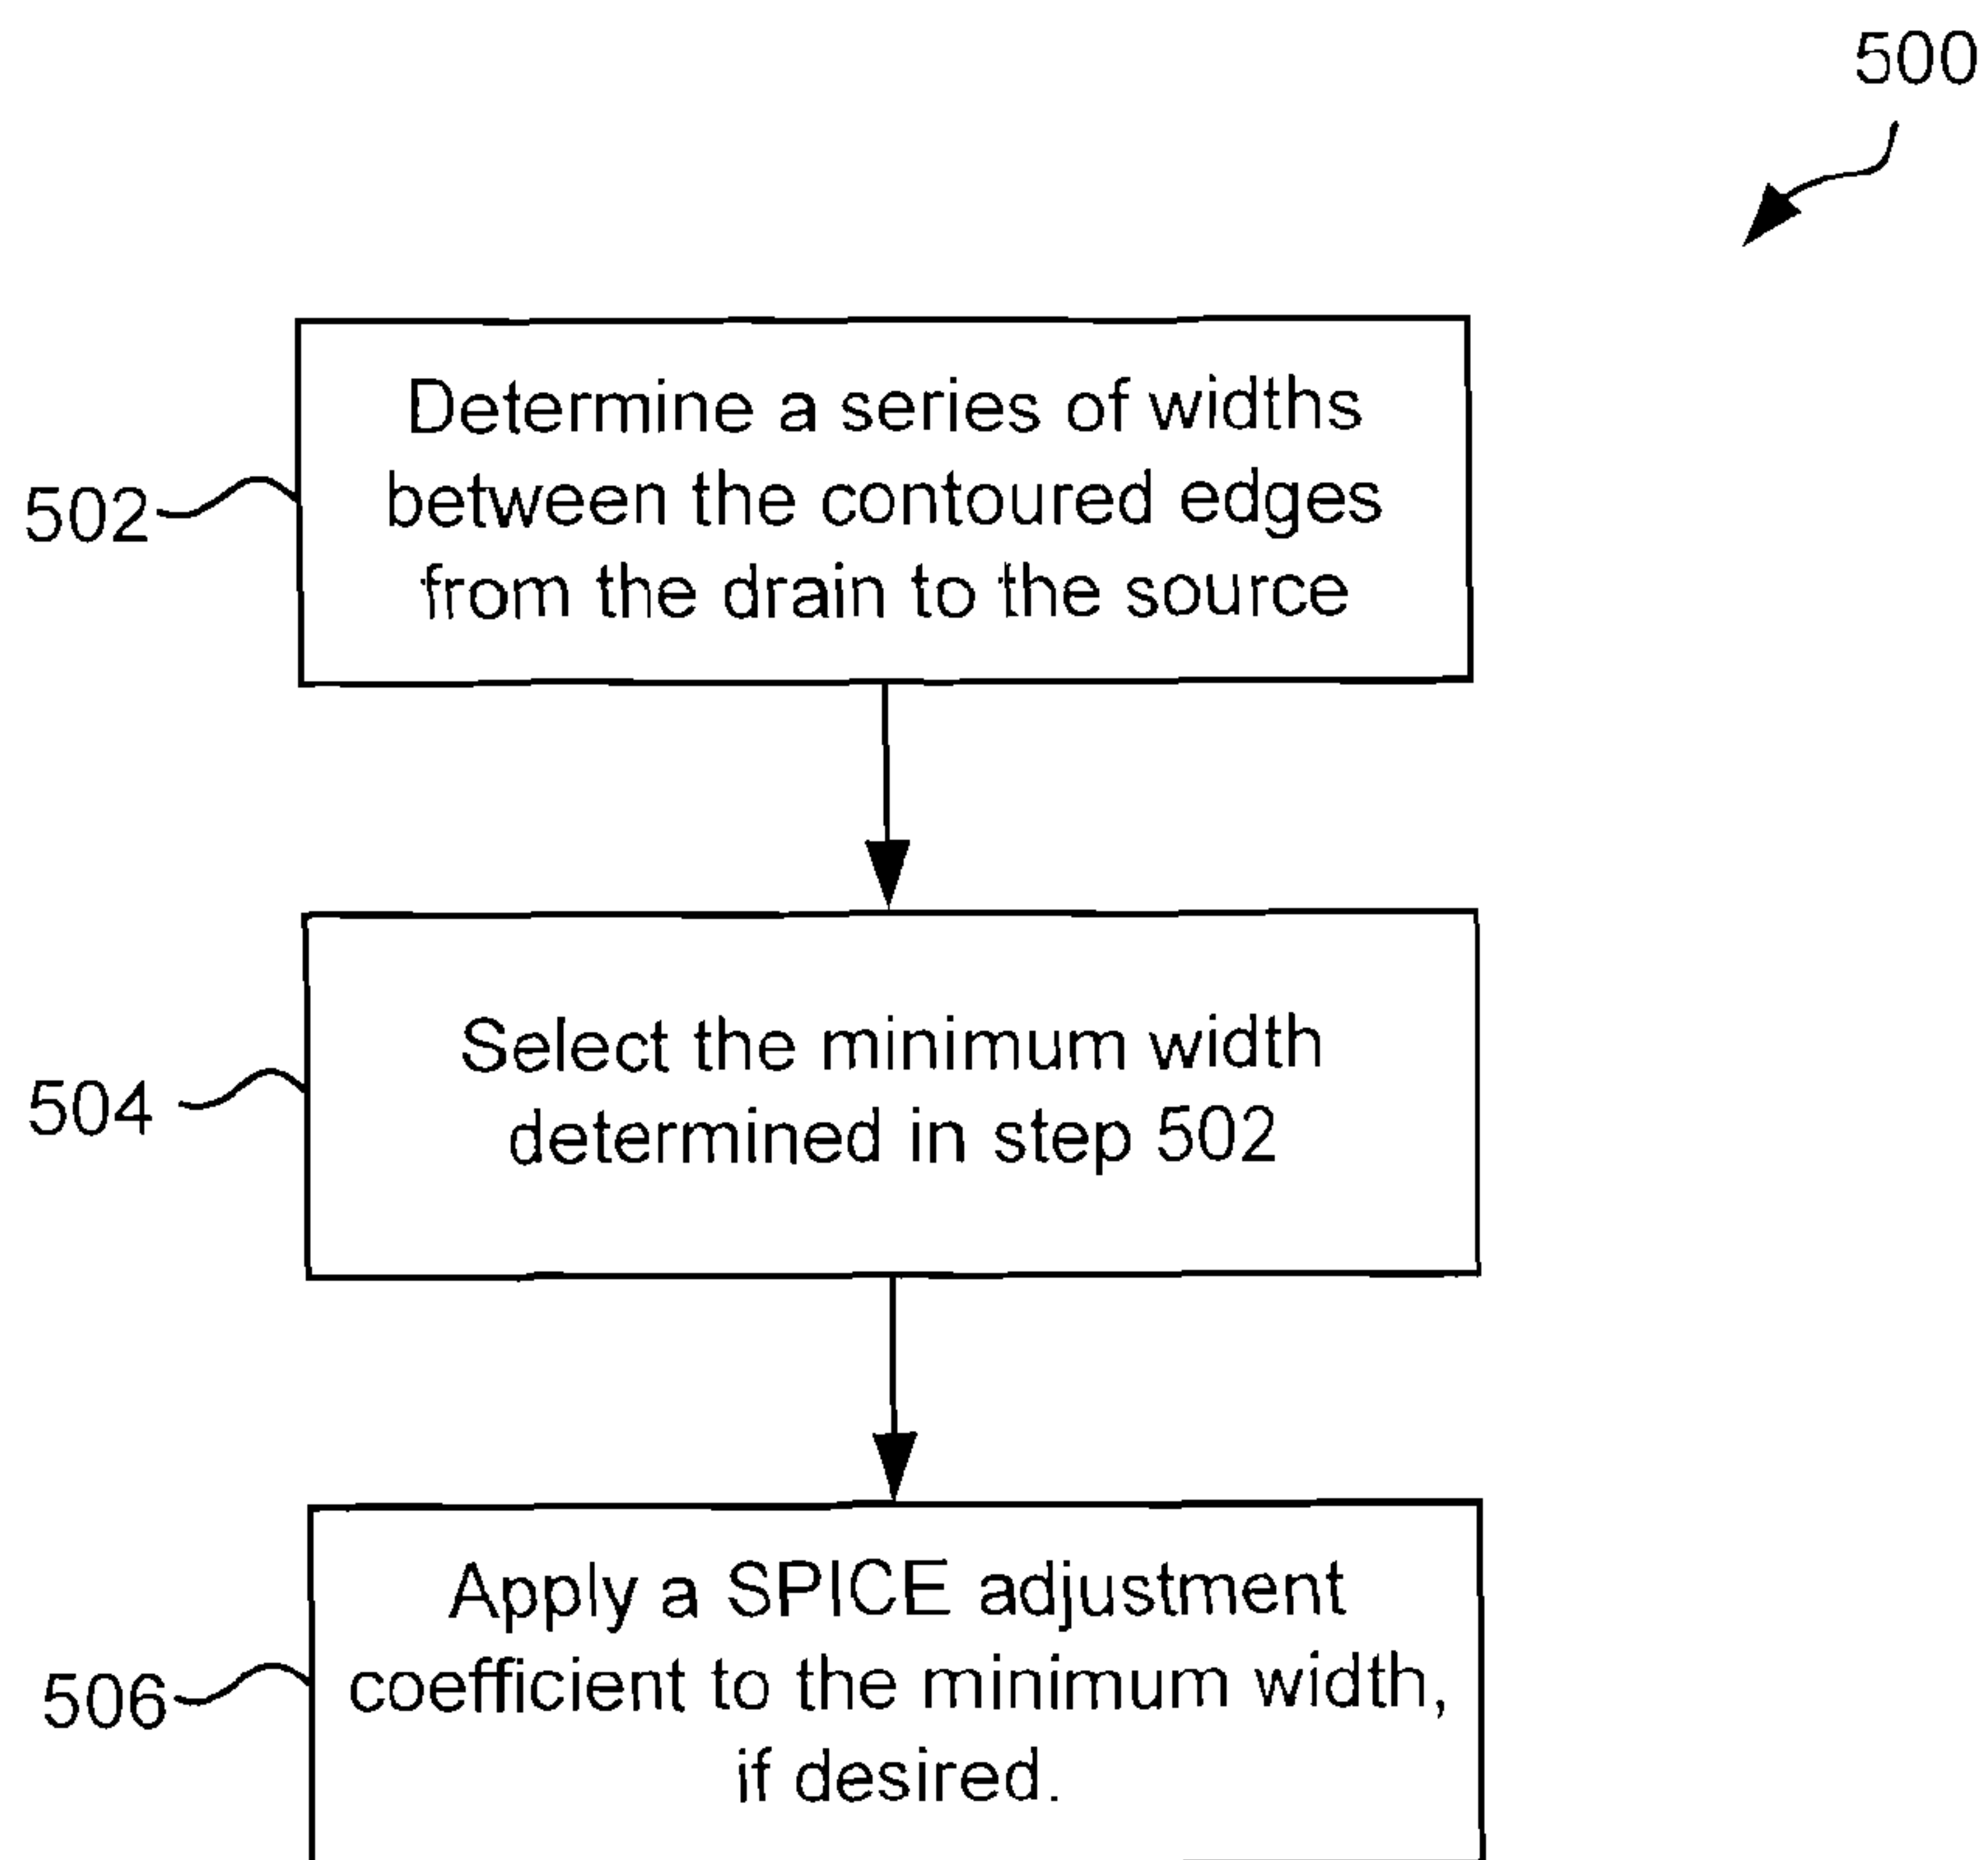 500
502
Determine a series of widths
between the contoured edges
from the drain to the source
504
Select the minimum width
determined in step 502
506
Apply a SPICE adjustment
coefficient to the minimum width,
if desired.